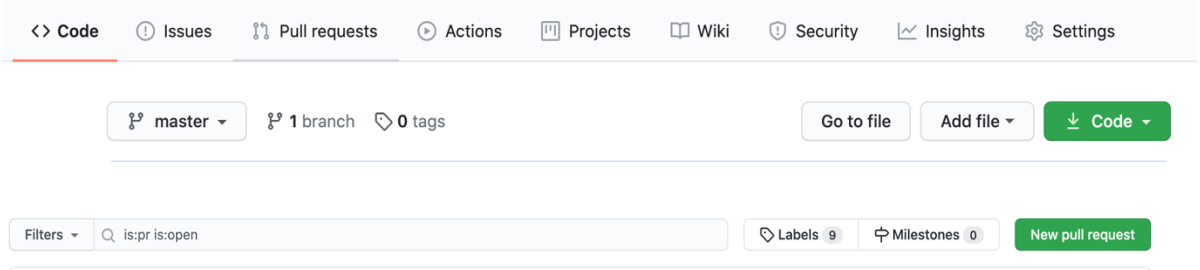 Code Issues Pull requests Actions Projects Wiki Security Insights Settings
master 1 branch 0 tags Go to file Add file Code
Filters is:pr is:open Labels 9 Milestones 0 New pull request